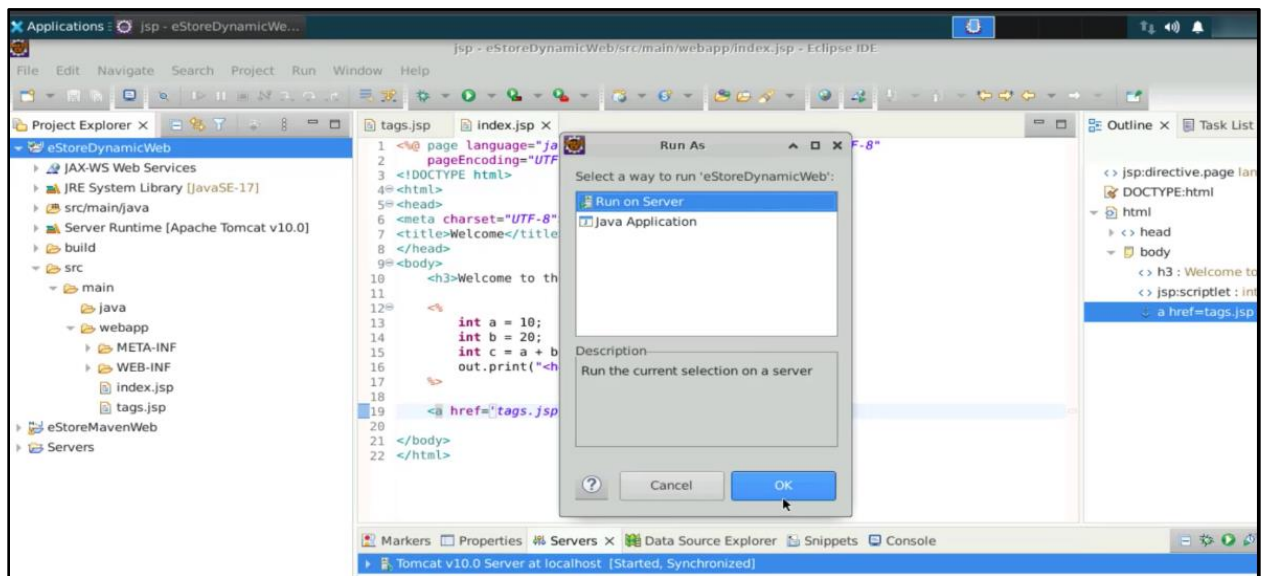 Applications : jsp - eStoreDynamicWe...
jsp - eStoreDynamicWeb/src/main/webapp/index.jsp - Eclipse IDE
File Edit Navigate Search Project Run Window Help
Project Explorer
eStoreDynamicWeb
JAX-WS Web Services
JRE System Library [JavaSE-17]
src/main/java
Server Runtime [Apache Tomcat v10.0]
build
src
main
java
webapp
META-INF
WEB-INF
index.jsp
tags.jsp
eStoreMavenWeb
Servers
tags.jsp index.jsp
1 <%@ page language="ja F-8"
2 pageEncoding="UTF
3 <!DOCTYPE html>
4 <html>
5 <head>
6 <meta charset="UTF-8"
7 <title>Welcome</title
8 </head>
9 <body>
10 <h3>Welcome to th
11
12 <%
13 int a = 10;
14 int b = 20;
15 int c = a + b
16 out.print("<h
17 %>
18
19 <a href='tags.jsp
20
21 </body>
22 </html>
Run As
Select a way to run 'eStoreDynamicWeb':
Run on Server
Java Application
Description
Run the current selection on a server
Cancel OK
Outline Task List
jsp:directive.page lan
DOCTYPE:html
html
head
body
h3 : Welcome to
jsp:scriptlet : int
a href=tags.jsp
Markers Properties Servers Data Source Explorer Snippets Console
Tomcat v10.0 Server at localhost [Started, Synchronized]